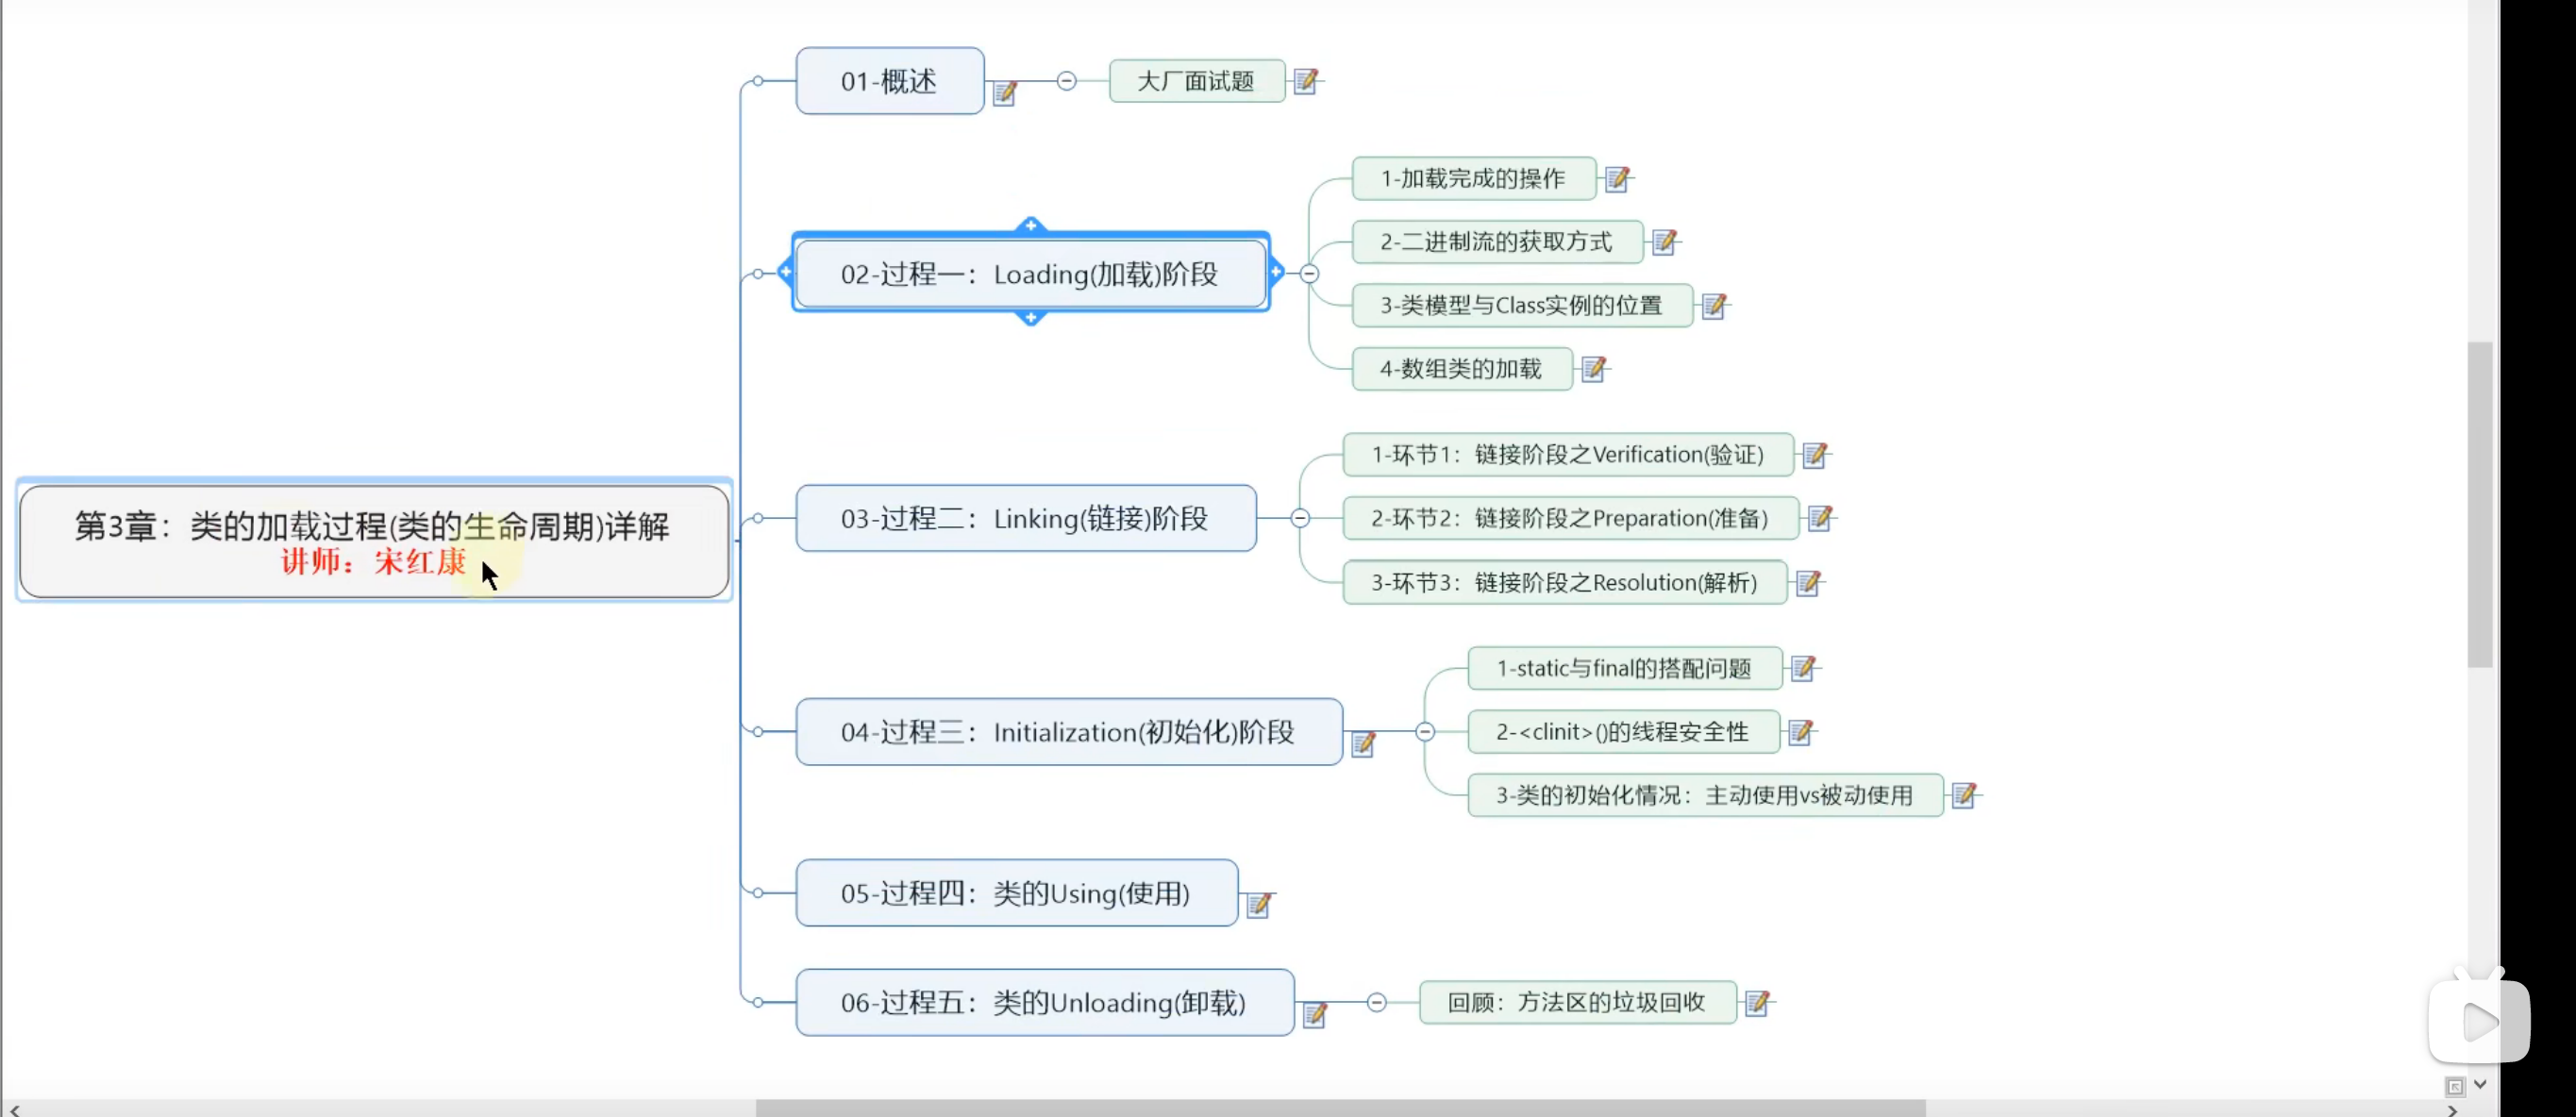 第3章：类的加载过程(类的生命周期)详解
讲师：宋红康
01-概述
大厂面试题
02-过程一：Loading(加载)阶段
1-加载完成的操作
2-二进制流的获取方式
3-类模型与Class实例的位置
4-数组类的加载
03-过程二：Linking(链接)阶段
1-环节1：链接阶段之Verification(验证)
2-环节2：链接阶段之Preparation(准备)
3-环节3：链接阶段之Resolution(解析)
04-过程三：Initialization(初始化)阶段
1-static与final的搭配问题
2-<clinit>()的线程安全性
3-类的初始化情况：主动使用vs被动使用
05-过程四：类的Using(使用)
06-过程五：类的Unloading(卸载)
回顾：方法区的垃圾回收